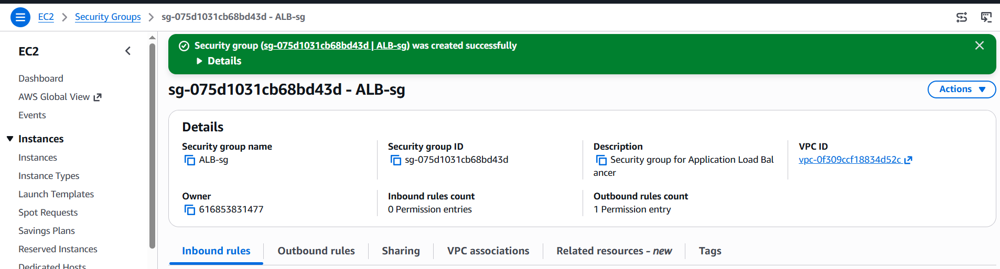 EC2 > Security Groups > sg-075d1031cb68bd43d - ALB-sg
EC2
Dashboard
AWS Global View
Events
Instances
Instances
Instance Types
Launch Templates
Spot Requests
Savings Plans
Reserved Instances
Dedicated Hosts
Security group (sg-075d1031cb68bd43d | ALB-sg) was created successfully
Details
sg-075d1031cb68bd43d - ALB-sg
Actions
Details
Security group name
ALB-sg
Security group ID
sg-075d1031cb68bd43d
Description
Security group for Application Load Bal
ancer
VPC ID
vpc-0f309ccf18834d52c
Owner
616853831477
Inbound rules count
0 Permission entries
Outbound rules count
1 Permission entry
Inbound rules
Outbound rules
Sharing
VPC associations
Related resources - new
Tags